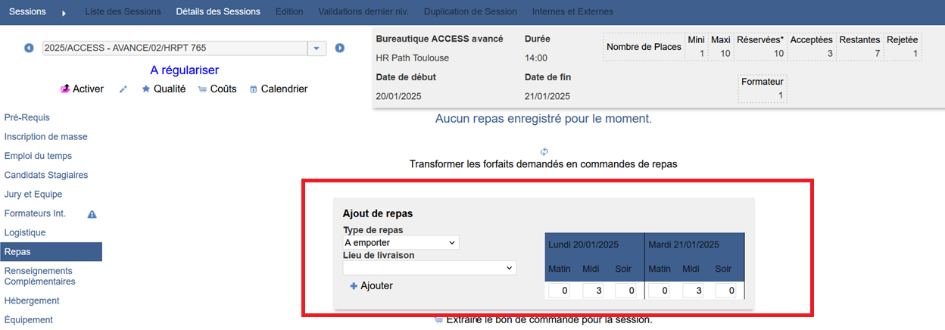 Sessions Liste des Sessions Détails des Sessions Edition Validations dernier niv. Duplication de Session Internes et Externes
2025/ACCESS - AVANCE/02/HRPT 765
A régulariser
Activer Qualité Coûts Calendrier
Bureautique ACCESS avancé Durée
HR Path Toulouse 14:00
Date de début Date de fin
20/01/2025 21/01/2025
Nombre de Places Mini Maxi Réservées* Acceptées Restantes Rejetée
1 10 10 3 7 1
Formateur
1
Pré-Requis
Inscription de masse
Emploi du temps
Candidats Stagiaires
Jury et Equipe
Formateurs Int.
Logistique
Repas
Renseignements
Complémentaires
Hébergement
Équipement
Aucun repas enregistré pour le moment.
Transformer les forfaits demandés en commandes de repas
Ajout de repas
Type de repas
A emporter
Lieu de livraison
+ Ajouter
Lundi 20/01/2025 Mardi 21/01/2025
Matin Midi Soir Matin Midi Soir
0 3 0 0 3 0
Extraire le bon de commande pour la session.